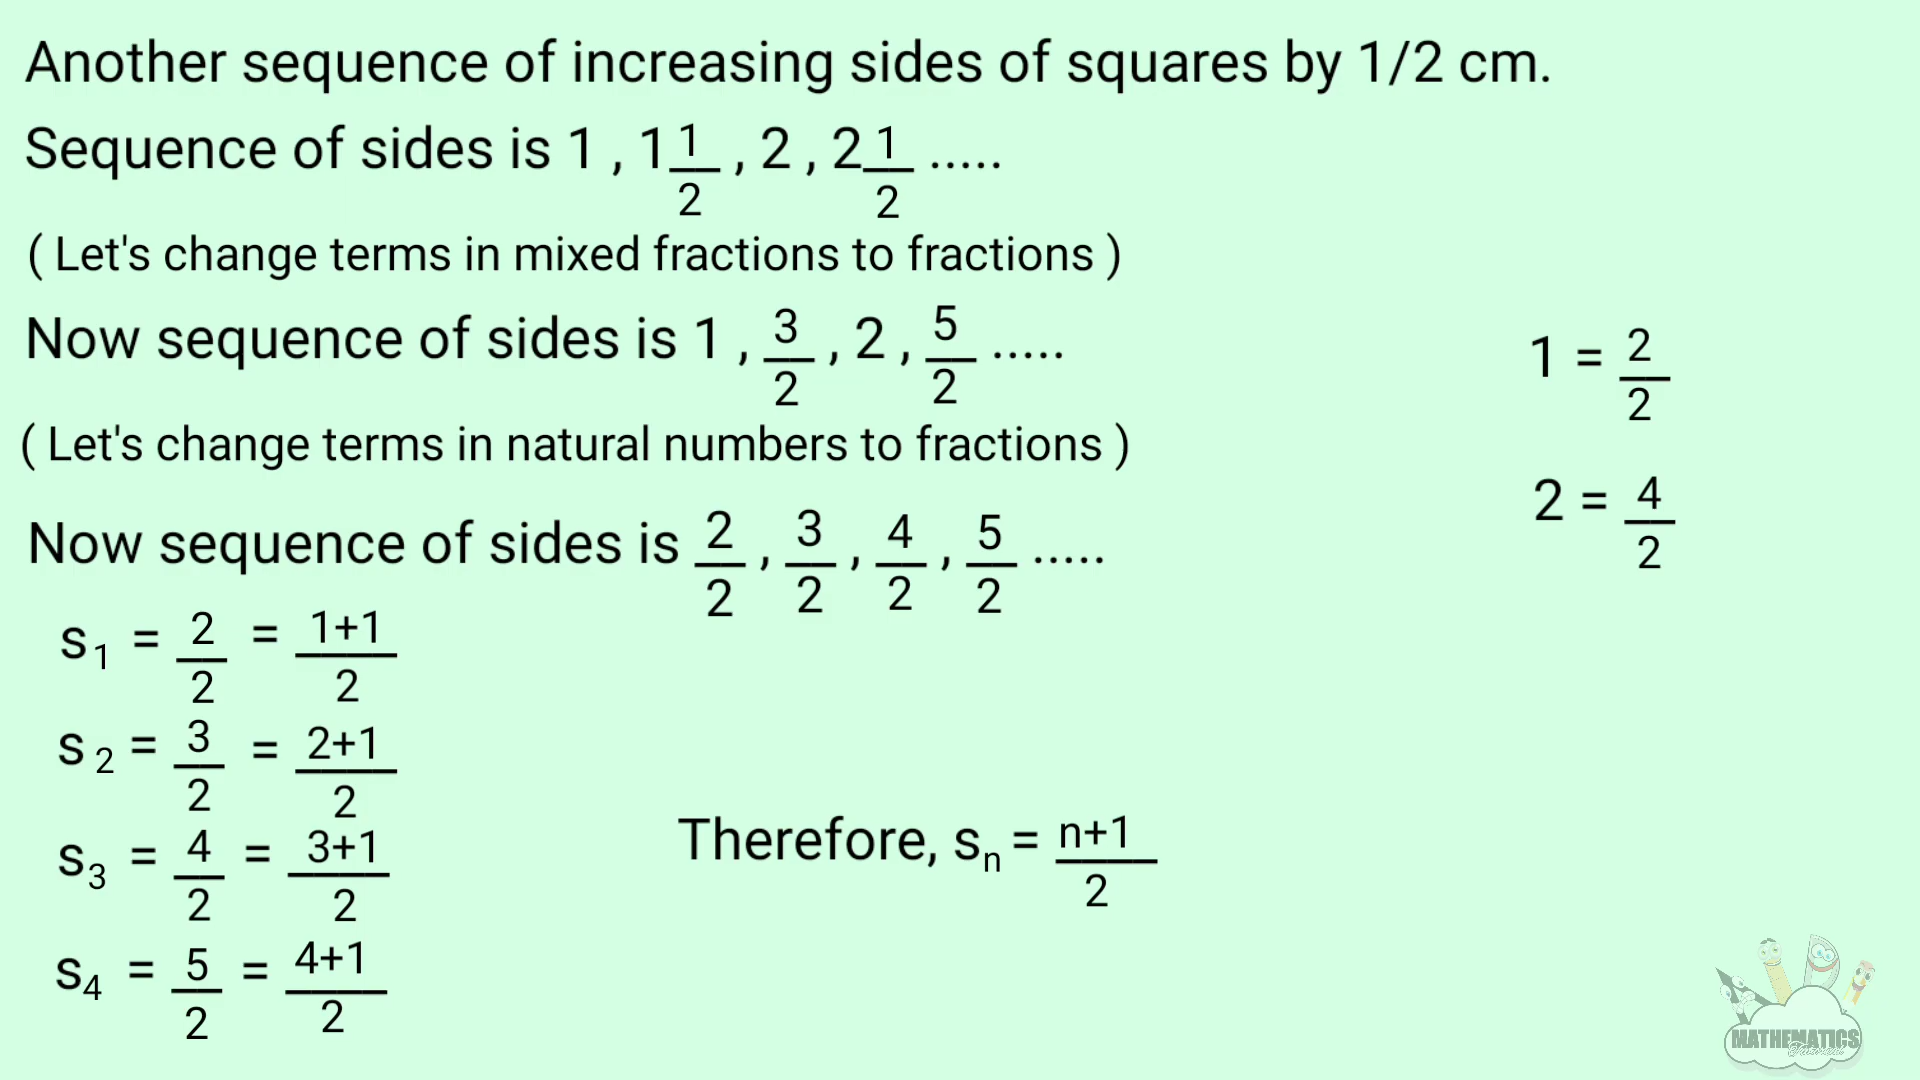 Another sequence of increasing sides of squares by 1/2 cm.
Sequence of sides is 1 , 1 1/2 , 2 , 2 1/2 .....
( Let's change terms in mixed fractions to fractions )
Now sequence of sides is 1 , 3/2 , 2 , 5/2 .....
1 = 2/2
( Let's change terms in natural numbers to fractions )
2 = 4/2
Now sequence of sides is 2/2 , 3/2 , 4/2 , 5/2 .....
s₁ = 2/2 = 1+1/2
s₂ = 3/2 = 2+1/2
s₃ = 4/2 = 3+1/2
Therefore, sₙ = n+1/2
s₄ = 5/2 = 4+1/2
MATHEMATICS